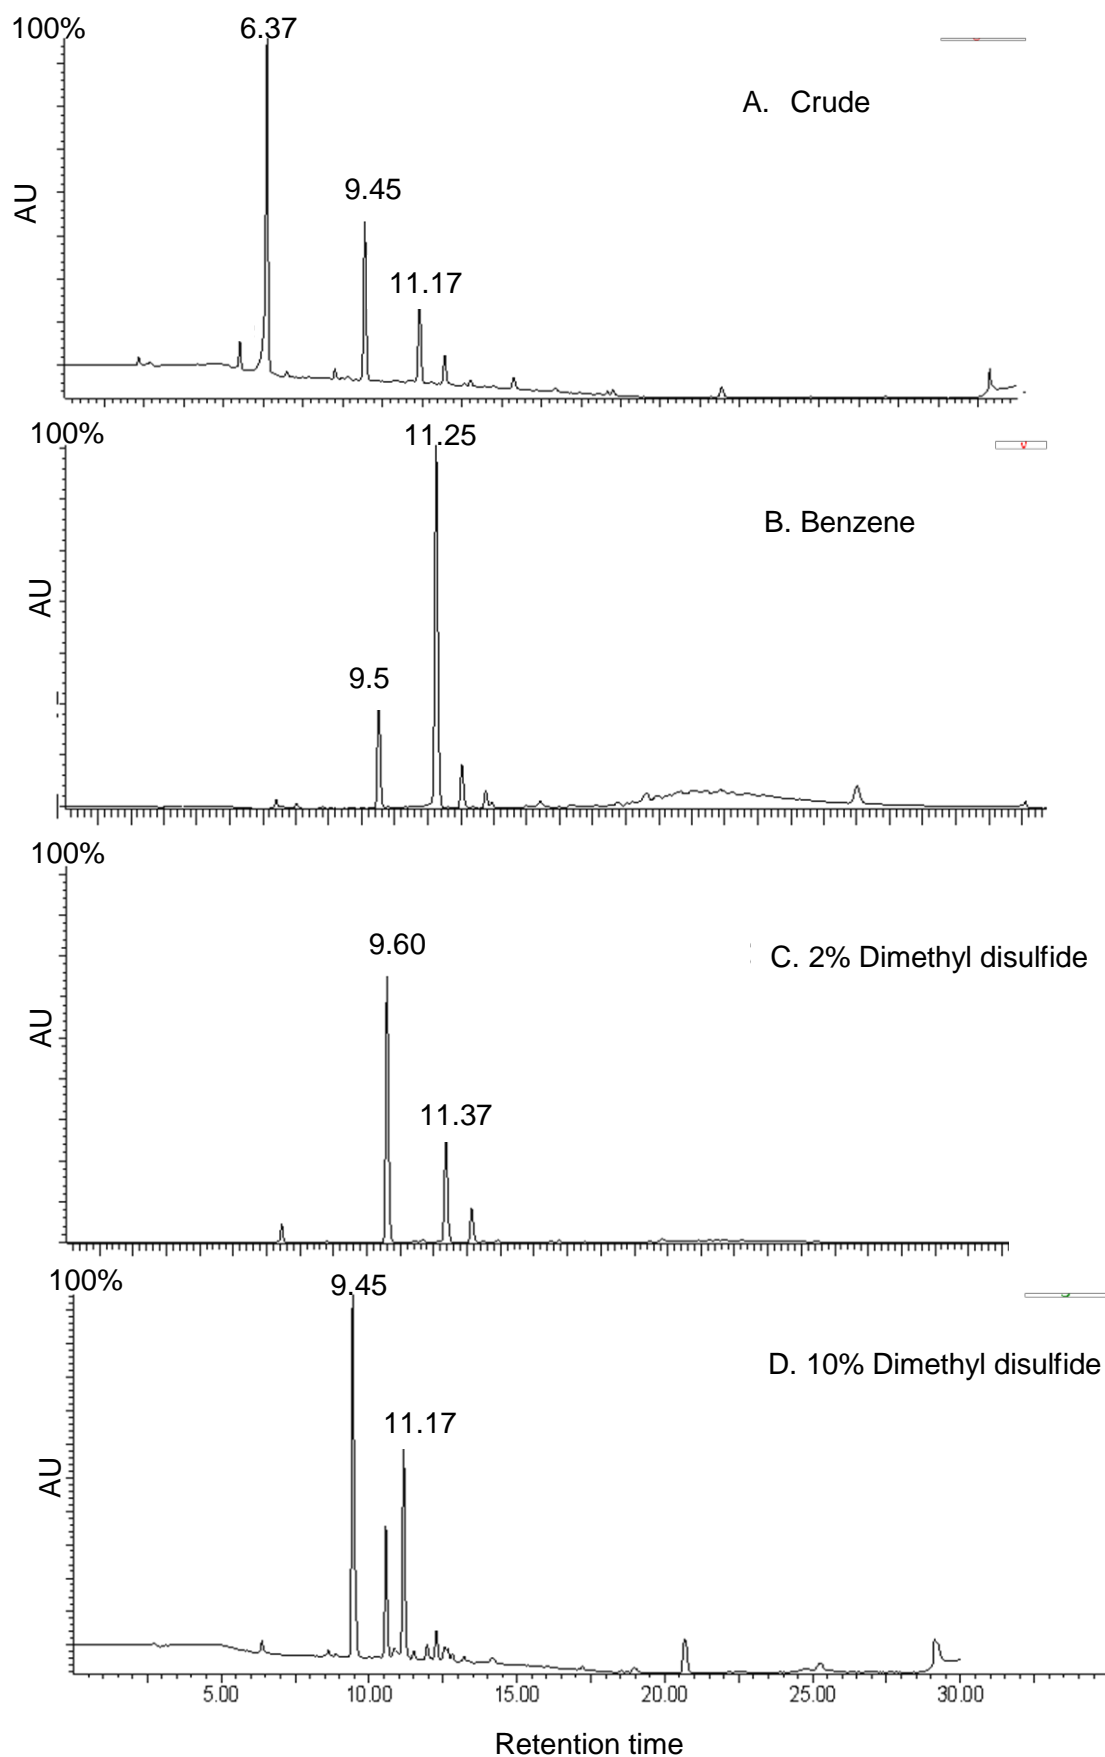 100%
6.37
A. Crude
9.45
11.17
AU
100%
11.25
B. Benzene
9.5
AU
100%
9.60
C. 2% Dimethyl disulfide
11.37
AU
100%
9.45
D. 10% Dimethyl disulfide
11.17
AU
5.00 10.00 15.00 20.00 25.00 30.00
Retention time